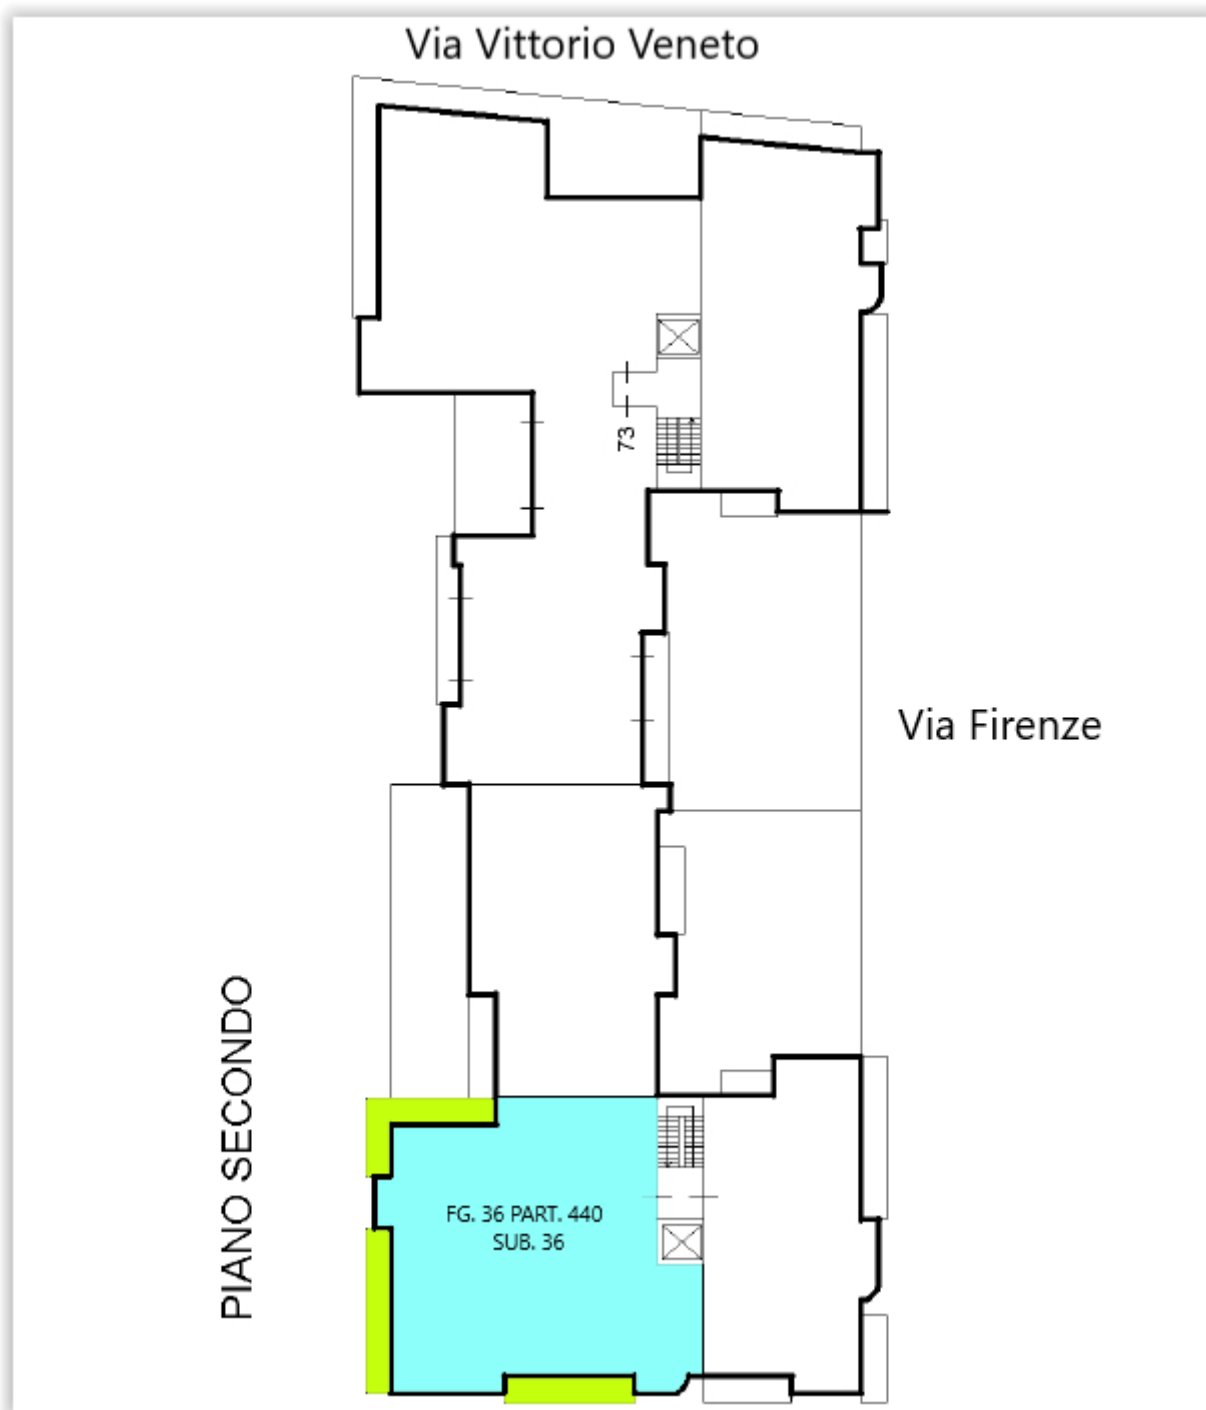 Via Vittorio Veneto
73
Via Firenze
PIANO SECONDO
FG. 36 PART. 440
SUB. 36